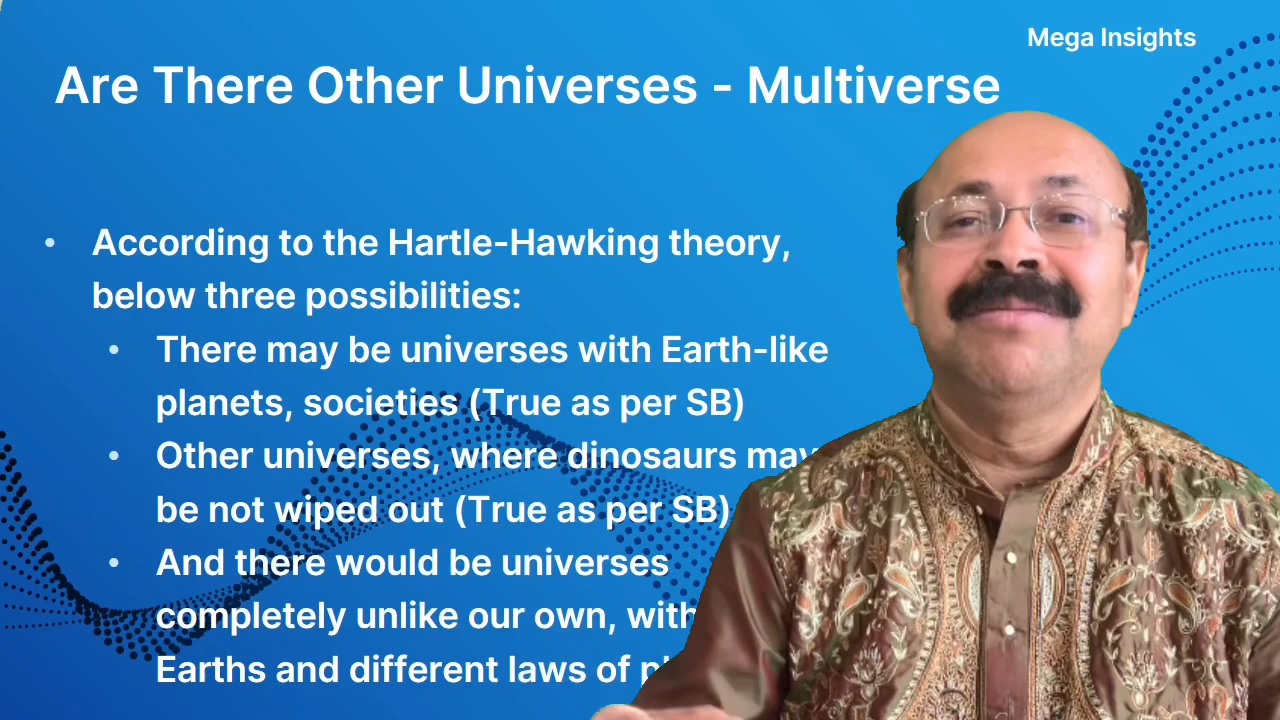 Mega Insights
Are There Other Universes - Multiverse
• According to the Hartle-Hawking theory,
below three possibilities:
• There may be universes with Earth-like
planets, societies (True as per SB)
• Other universes, where dinosaurs may
be not wiped out (True as per SB)
• And there would be universes
completely unlike our own, with
Earths and different laws of